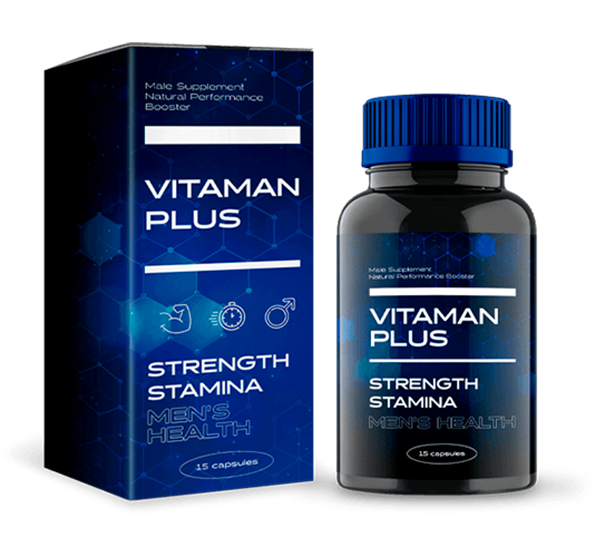 Male Supplement
Natural Performance
Booster
VITAMAN
PLUS
STRENGTH
STAMINA
MEN'S
HEALTH
15 capsules
Male Supplement
Natural Performance Booster
VITAMAN
PLUS
STRENGTH
STAMINA
MEN'S HEALTH
15 capsules